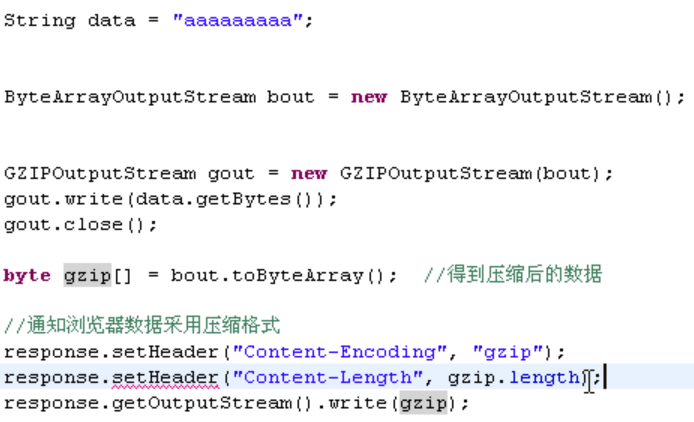 String data = "aaaaaaaaa";
ByteArrayOutputStream bout = new ByteArrayOutputStream();
GZIPOutputStream gout = new GZIPOutputStream(bout);
gout.write(data.getBytes());
gout.close();
byte gzip[] = bout.toByteArray();  //得到压缩后的数据
//通知浏览器数据采用压缩格式
response.setHeader("Content-Encoding", "gzip");
response.setHeader("Content-Length", gzip.length);
response.getOutputStream().write(gzip);